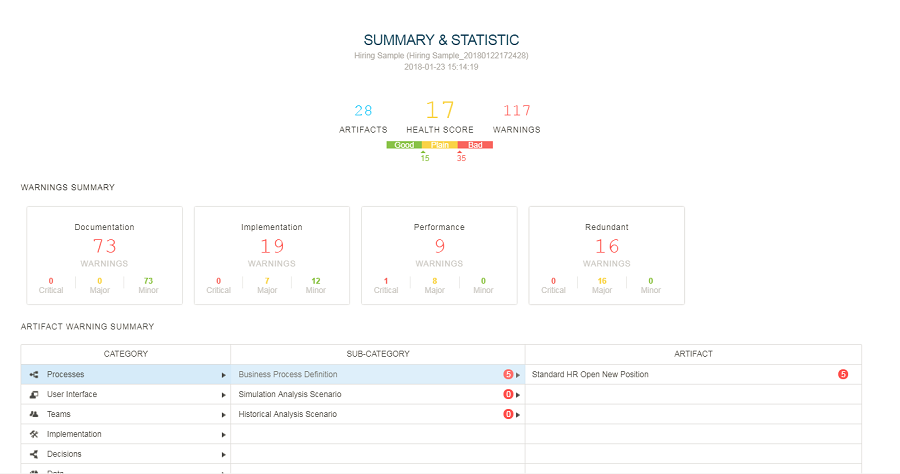 SUMMARY & STATISTIC
Hiring Sample (Hiring Sample_20180122172428)
2018-01-23 15:14:19
28 17 117
ARTIFACTS HEALTH SCORE WARNINGS
Good Plain Bad
15 35
WARNINGS SUMMARY
Documentation Implementation Performance Redundant
73 19 9 16
WARNINGS WARNINGS WARNINGS WARNINGS
0 0 73 0 7 12 1 8 0 0 16 0
Critical Major Minor Critical Major Minor Critical Major Minor Critical Major Minor
ARTIFACT WARNING SUMMARY
CATEGORY SUB-CATEGORY ARTIFACT
Processes Business Process Definition 5 Standard HR Open New Position 5
User Interface Simulation Analysis Scenario 0
Teams Historical Analysis Scenario 0
Implementation
Decisions